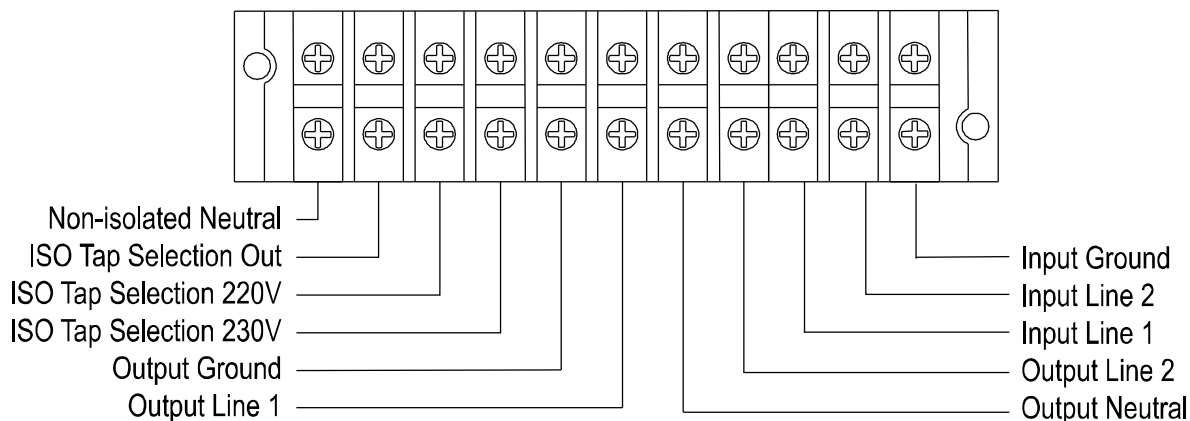 Non-isolated Neutral
ISO Tap Selection Out
ISO Tap Selection 220V
ISO Tap Selection 230V
Output Ground
Output Line 1
Input Ground
Input Line 2
Input Line 1
Output Line 2
Output Neutral